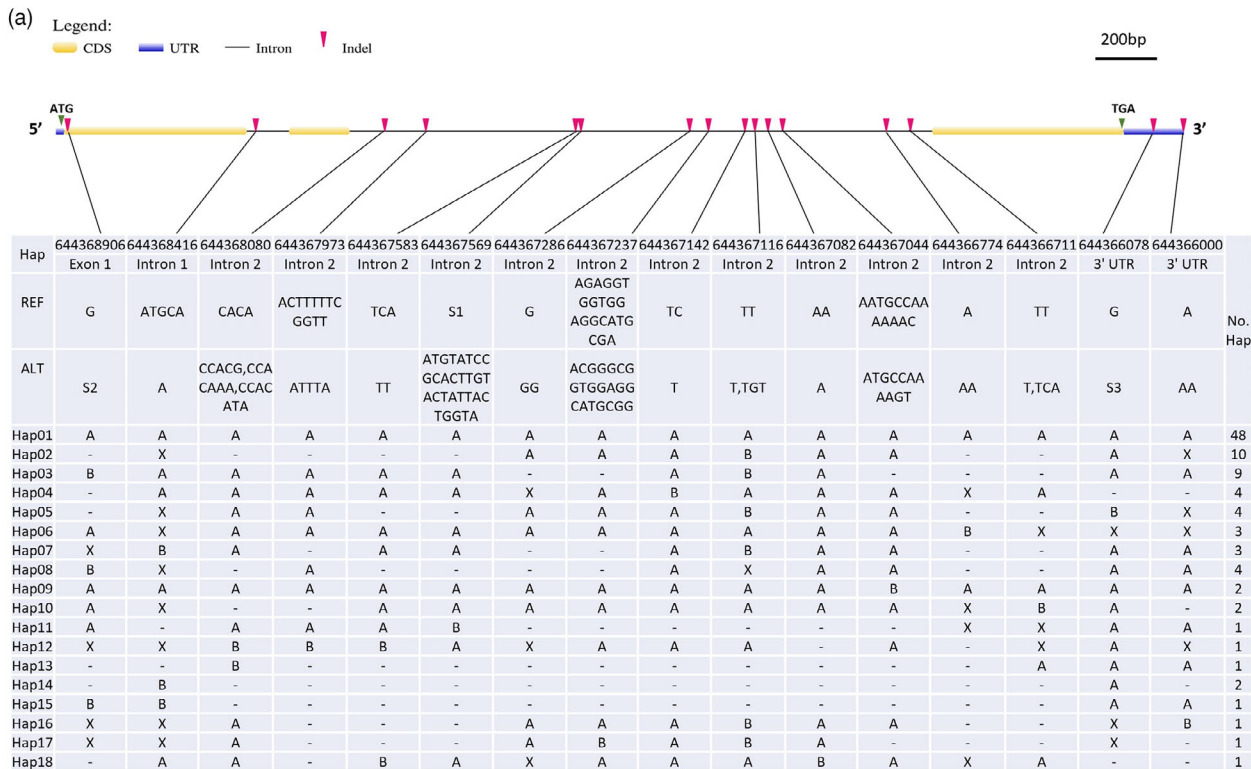 (a)
Legend:
CDS UTR Intron Indel
200bp
ATG TGA
5’ 3’
Hap 644368906 644368416 644368080 644367973 644367583 644367569 644367286 644367237 644367142 644367116 644367082 644367044 644366774 644366711 644366078 644366000 No. Hap
Exon 1 Intron 1 Intron 2 Intron 2 Intron 2 Intron 2 Intron 2 Intron 2 Intron 2 Intron 2 Intron 2 Intron 2 Intron 2 Intron 2 3' UTR 3' UTR
REF G ATGCA CACA ACTTTTTC GGTT TCA S1 G AGAGGT GGTGG AGGCATG CGA TC TT AA AATGCCAA AAAAC A TT G A
ALT S2 A CCACG,CCA CAAA,CCAC ATA ATTTA TT ATGTATCC GCACTTGT ACTATTAC TGGTA GG ACGGGCG GTGGAGG CATGCGG T T,TGT A ATGCCAA AAGT AA T,TCA S3 AA
Hap01 A A A A A A A A A A A A A A A A 48
Hap02 - X - - - - A A A B A A - - A X 10
Hap03 B A A A A A - - A B A - - - A A 9
Hap04 - A A A A A X A B A A A X A - - 4
Hap05 - X A A - - A A A B A A - - B X 4
Hap06 A X A A A A A A A A A A B X X X 3
Hap07 X B A - A A - - A B A A - - A A 3
Hap08 B X - A - - - - A X A A - - A A 4
Hap09 A A A A A A A A A A A B A A A A 2
Hap10 A X - - A A A A A A A A X B A - 2
Hap11 A - A A A B - - - - - - X X A A 1
Hap12 X X B B B A X A A A - A - X A X 1
Hap13 - - B - - - - - - - - - - A A A 1
Hap14 - B - - - - - - - - - - - - A - 2
Hap15 B B - - - - - - - - - - - - A A 1
Hap16 X X A - - - A A A B A A - - X B 1
Hap17 X X A - - - A B A B A - - - X - 1
Hap18 - A A - B A X A A A B A X A - - 1